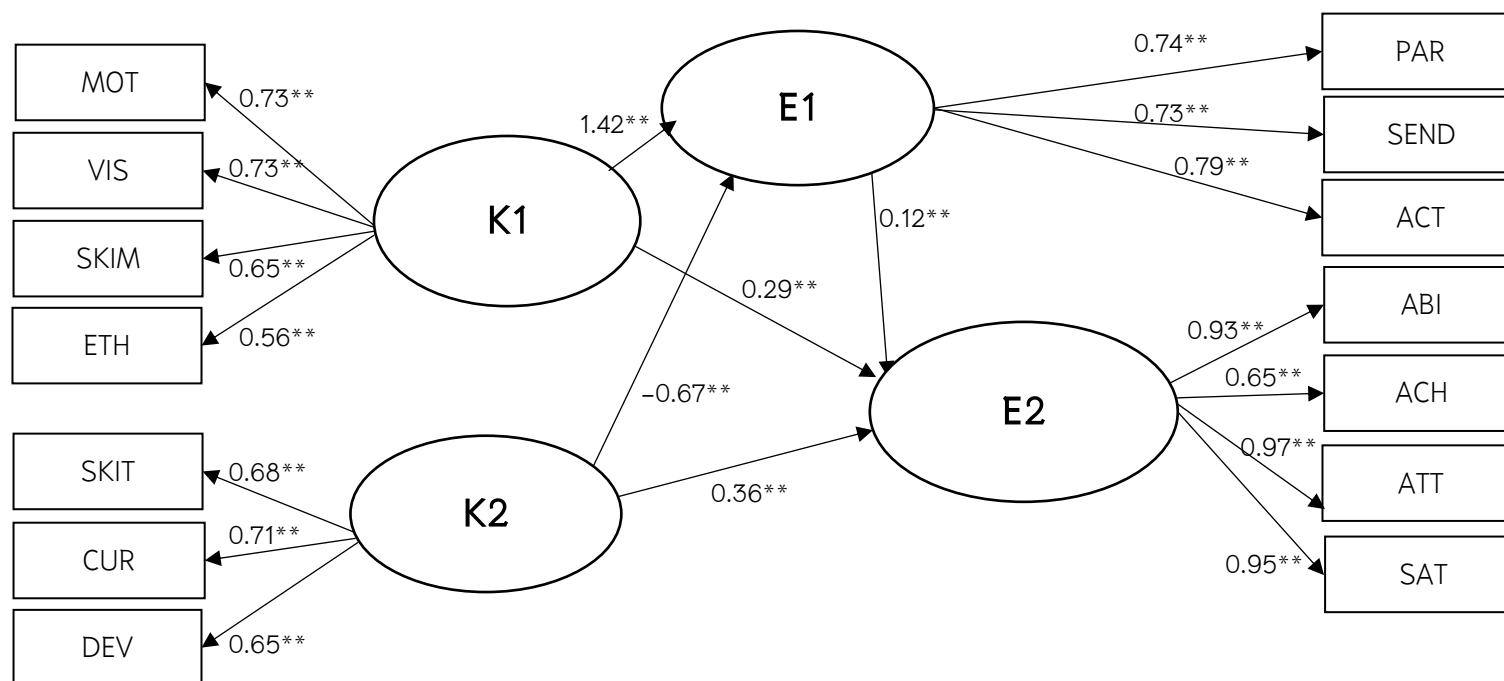 MOT
0.73**
VIS
0.73**
SKIM
0.65**
ETH
0.56**
K1
1.42**
E1
0.74**
PAR
0.73**
SEND
0.79**
ACT
0.12**
0.29**
-0.67**
E2
0.93**
ABI
0.65**
ACH
0.97**
ATT
0.95**
SAT
SKIT
0.68**
CUR
0.71**
DEV
0.65**
K2
0.36**